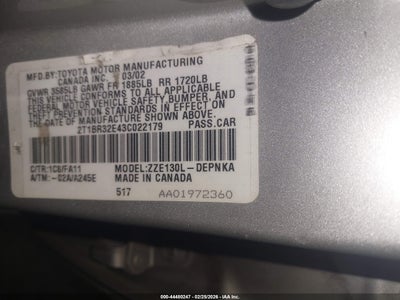 MFD.BY:TOYOTA MOTOR MANUFACTURING
CANADA INC. 03/02
GVWR 3585LB GAWR FR 1885LB RR 1720LB
THIS VEHICLE CONFORMS TO ALL APPLICABLE
FEDERAL MOTOR VEHICLE SAFETY, BUMPER, AND
THEFT PREVENTION STANDARDS IN EFFECT ON
THE DATE OF MANUFACTURE SHOWN ABOVE.
2T1BR32E43C022179 PASS.CAR
C/TR:1C6/FA11 MODEL:ZZE130L-DEPNKA
A/TM:-02A/A245E MADE IN CANADA
517 AA01972360
000-44480247 - 02/25/2026 - IAA Inc. (c)